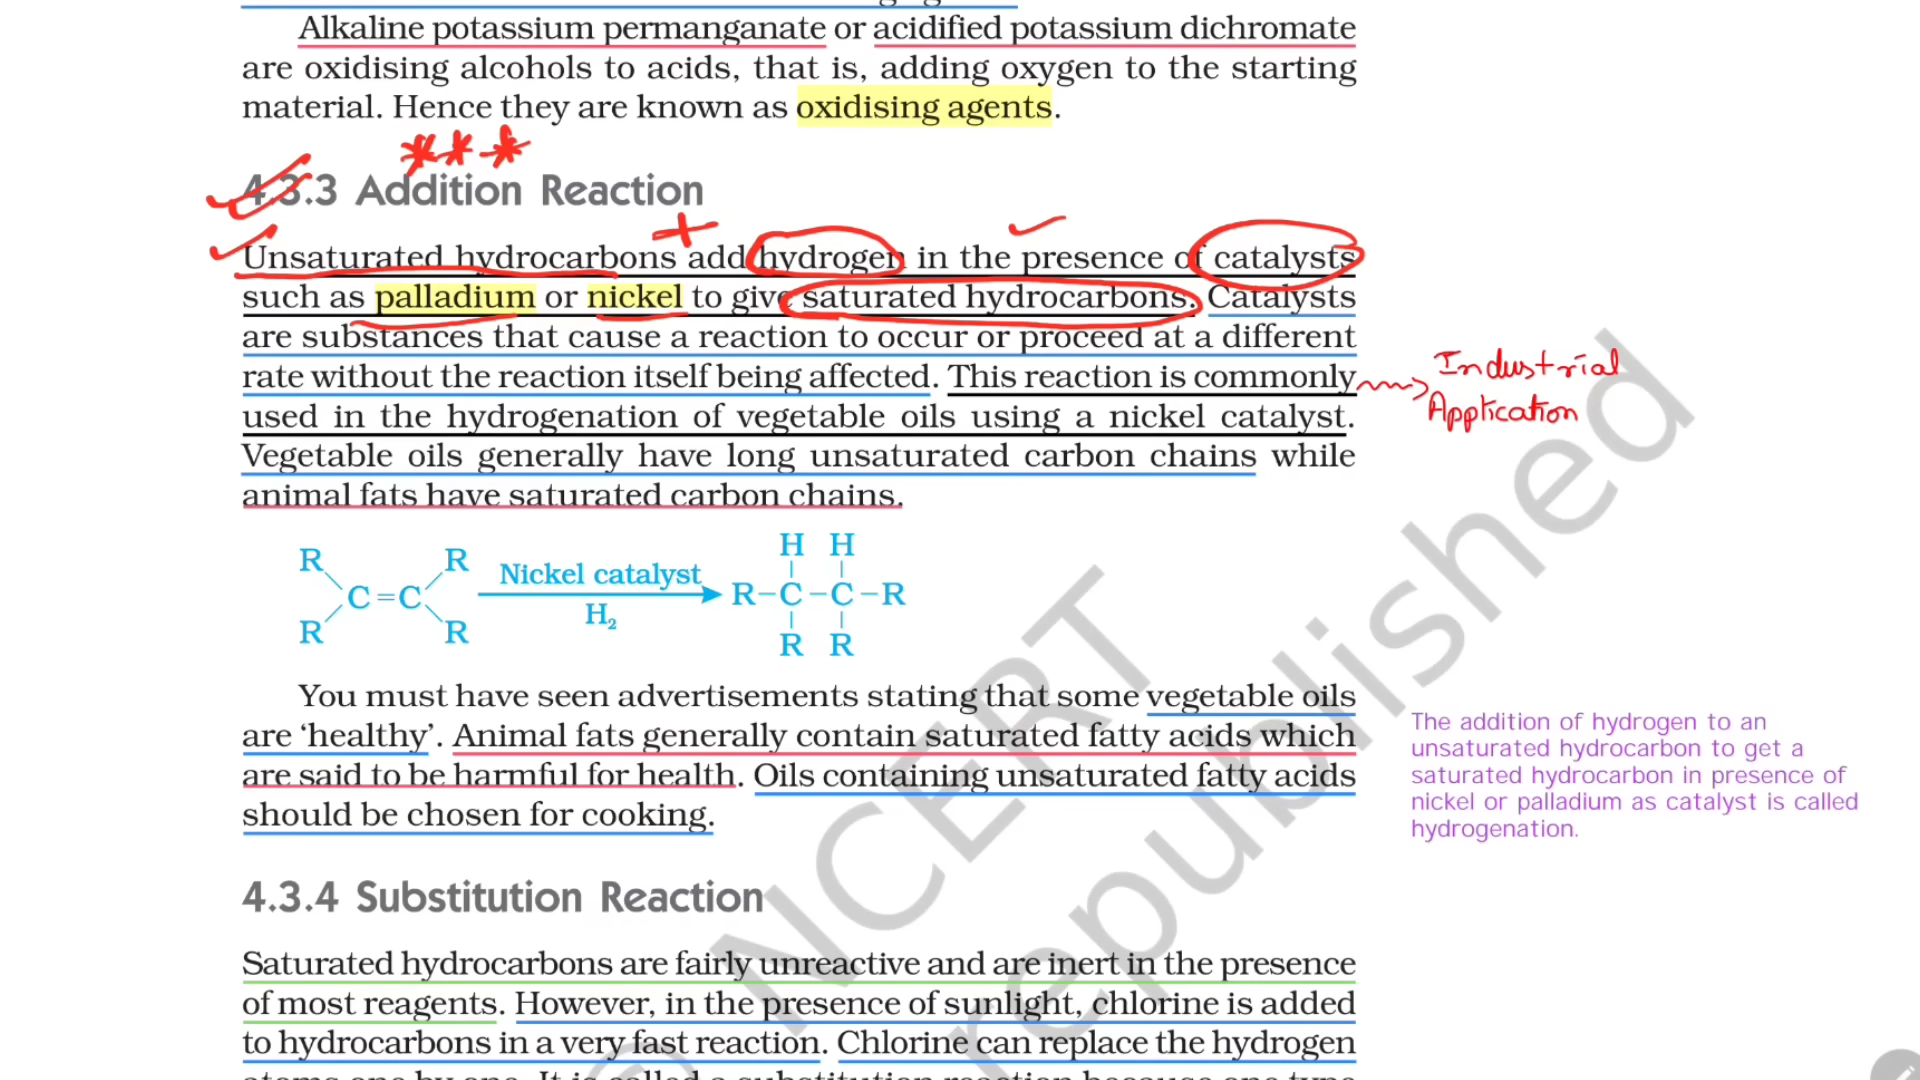 Alkaline potassium permanganate or acidified potassium dichromate
are oxidising alcohols to acids, that is, adding oxygen to the starting
material. Hence they are known as oxidising agents.
4.3.3 Addition Reaction
Unsaturated hydrocarbons add hydrogen in the presence of catalysts
such as palladium or nickel to give saturated hydrocarbons. Catalysts
are substances that cause a reaction to occur or proceed at a different
rate without the reaction itself being affected. This reaction is commonly
used in the hydrogenation of vegetable oils using a nickel catalyst.
Vegetable oils generally have long unsaturated carbon chains while
animal fats have saturated carbon chains.
Industrial
Application
H H
R R Nickel catalyst
C=C R-C-C-R
R R H₂
R R
You must have seen advertisements stating that some vegetable oils
are ‘healthy’. Animal fats generally contain saturated fatty acids which
are said to be harmful for health. Oils containing unsaturated fatty acids
should be chosen for cooking.
The addition of hydrogen to an
unsaturated hydrocarbon to get a
saturated hydrocarbon in presence of
nickel or palladium as catalyst is called
hydrogenation.
4.3.4 Substitution Reaction
Saturated hydrocarbons are fairly unreactive and are inert in the presence
of most reagents. However, in the presence of sunlight, chlorine is added
to hydrocarbons in a very fast reaction. Chlorine can replace the hydrogen
NCERT
republished